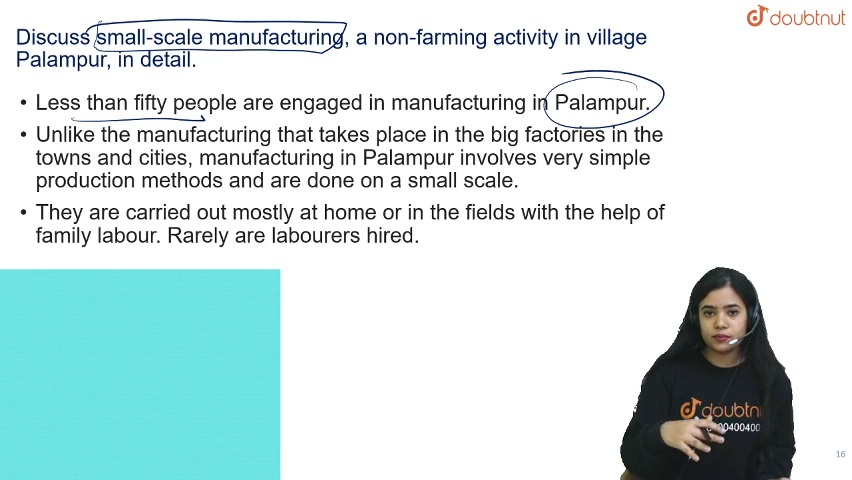 doubtnut
Discuss small-scale manufacturing, a non-farming activity in village
Palampur, in detail.
• Less than fifty people are engaged in manufacturing in Palampur.
• Unlike the manufacturing that takes place in the big factories in the
towns and cities, manufacturing in Palampur involves very simple
production methods and are done on a small scale.
• They are carried out mostly at home or in the fields with the help of
family labour. Rarely are labourers hired.
doubtnu
00400400
16